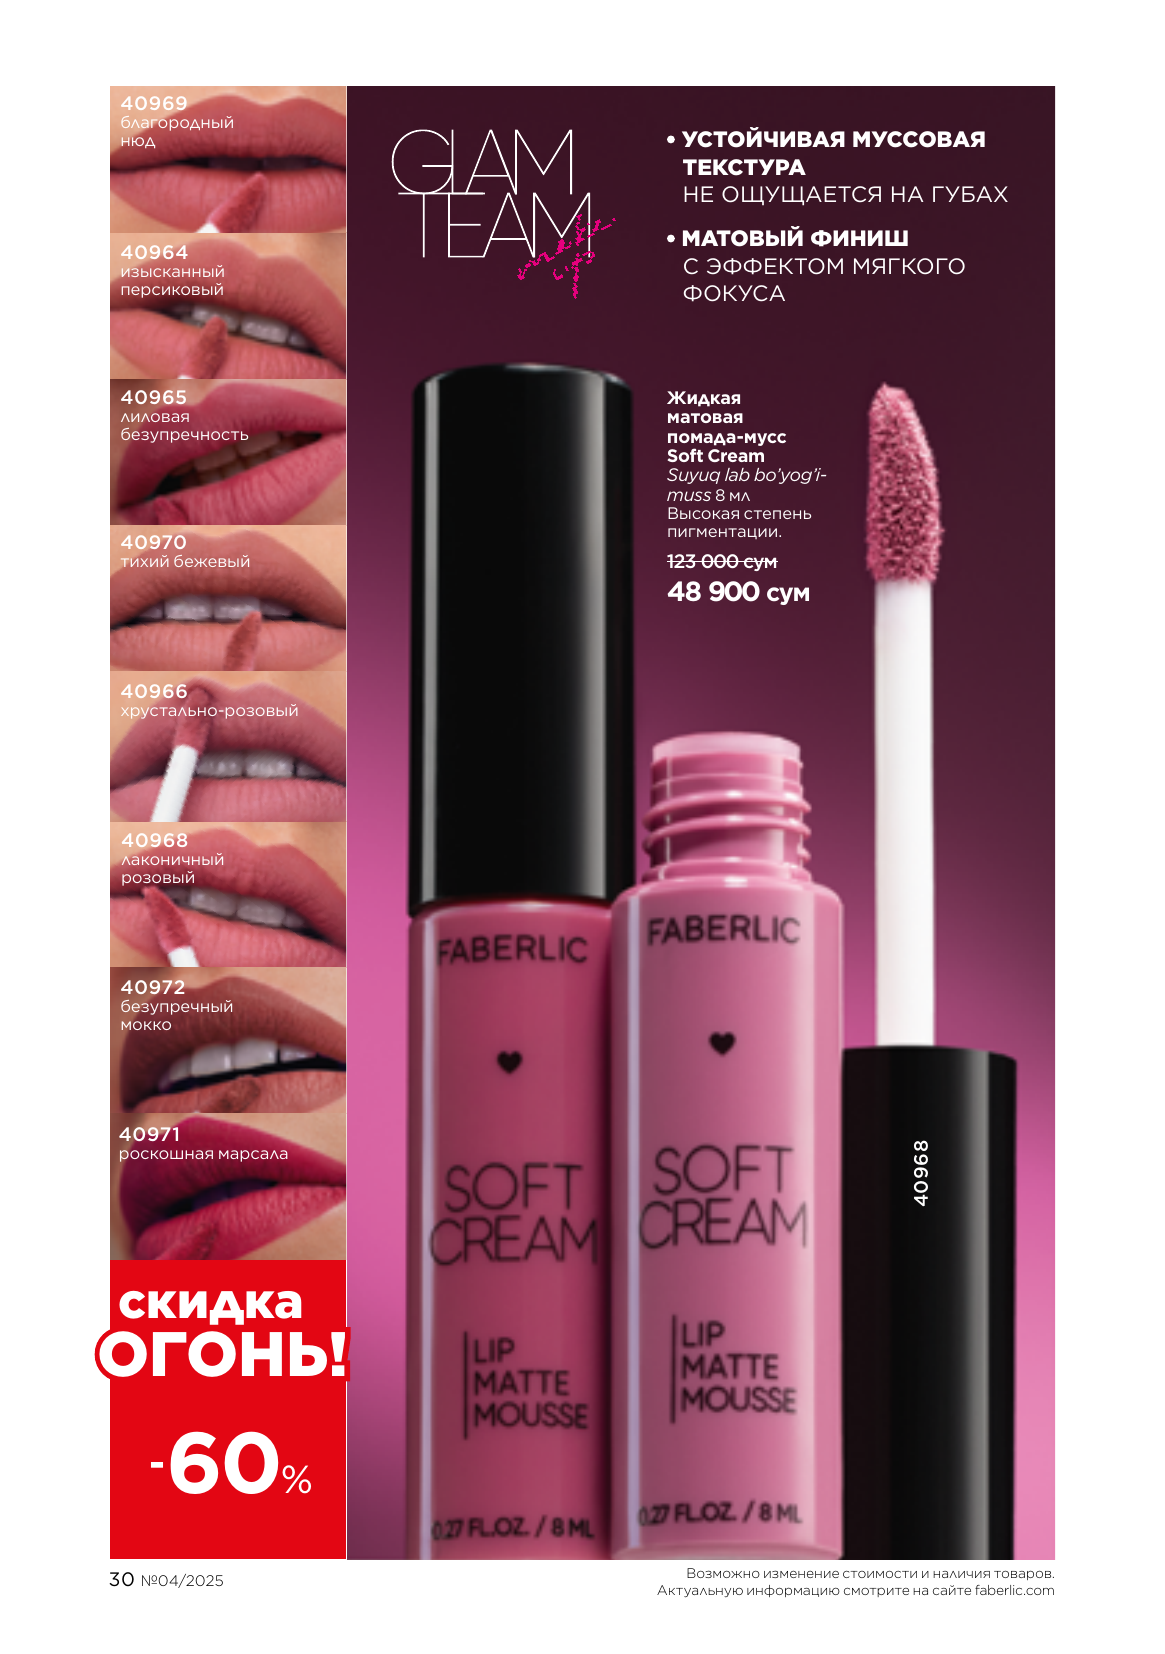 40969
благородный
нюд
40964
изысканный
персиковый
40965
лиловая
безупречность
40970
тихий бежевый
40966
хрустально-розовый
40968
лаконичный
розовый
40972
безупречный
мокко
40971
роскошная марсала
скидка
ОГОНЬ!
-60%
GLAM
TEAM
• УСТОЙЧИВАЯ МУССОВАЯ
ТЕКСТУРА
НЕ ОЩУЩАЕТСЯ НА ГУБАХ
• МАТОВЫЙ ФИНИШ
С ЭФФЕКТОМ МЯГКОГО
ФОКУСА
Жидкая
матовая
помада-мусс
Soft Cream
Suyuq lab bo'yog'i-
muss 8 мл
Высокая степень
пигментации.
123 000 сум
48 900 сум
FABERLIC
SOFT
CREAM
LIP
MATTE
MOUSSE
0.27 FL.OZ. / 8 ML
FABERLIC
SOFT
CREAM
LIP
MATTE
MOUSSE
0.27 FL.OZ. / 8 ML
40968
30 №04/2025
Возможно изменение стоимости и наличия товаров.
Актуальную информацию смотрите на сайте faberlic.com